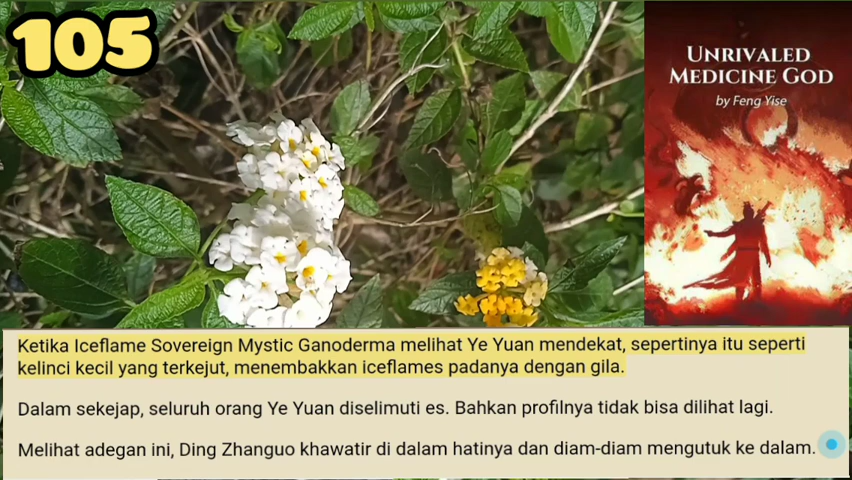 105
UNRIVALED
MEDICINE GOD
by Feng Yise
Ketika Iceflame Sovereign Mystic Ganoderma melihat Ye Yuan mendekat, sepertinya itu seperti
kelinci kecil yang terkejut, menembakkan iceflames padanya dengan gila.
Dalam sekejap, seluruh orang Ye Yuan diselimuti es. Bahkan profilnya tidak bisa dilihat lagi.
Melihat adegan ini, Ding Zhanguo khawatir di dalam hatinya dan diam-diam mengutuk ke dalam.